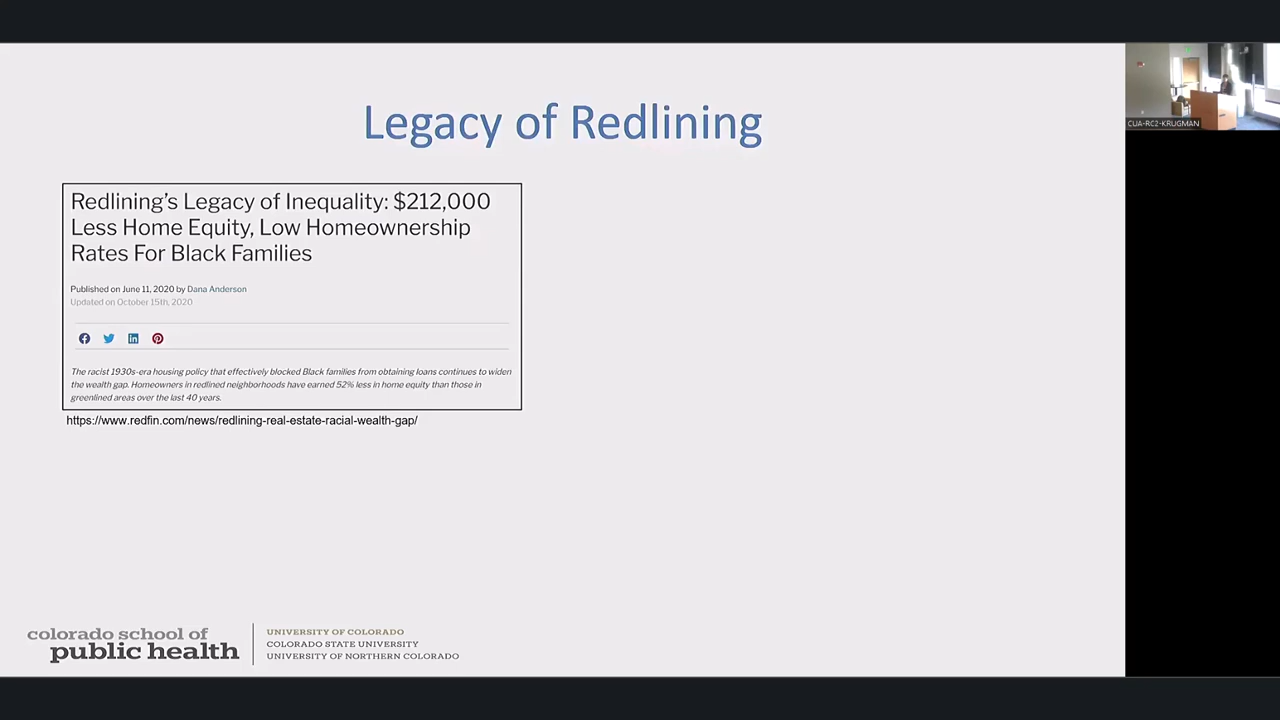 Legacy of Redlining
CUA-RC2-KRUGMAN
Redlining’s Legacy of Inequality: $212,000
Less Home Equity, Low Homeownership
Rates For Black Families
Published on June 11, 2020 by Dana Anderson
Updated on October 15th, 2020
The racist 1930s-era housing policy that effectively blocked Black families from obtaining loans continues to widen
the wealth gap. Homeowners in redlined neighborhoods have earned 52% less in home equity than those in
greenlined areas over the last 40 years.
https://www.redfin.com/news/redlining-real-estate-racial-wealth-gap/
colorado school of
public health
UNIVERSITY OF COLORADO
COLORADO STATE UNIVERSITY
UNIVERSITY OF NORTHERN COLORADO